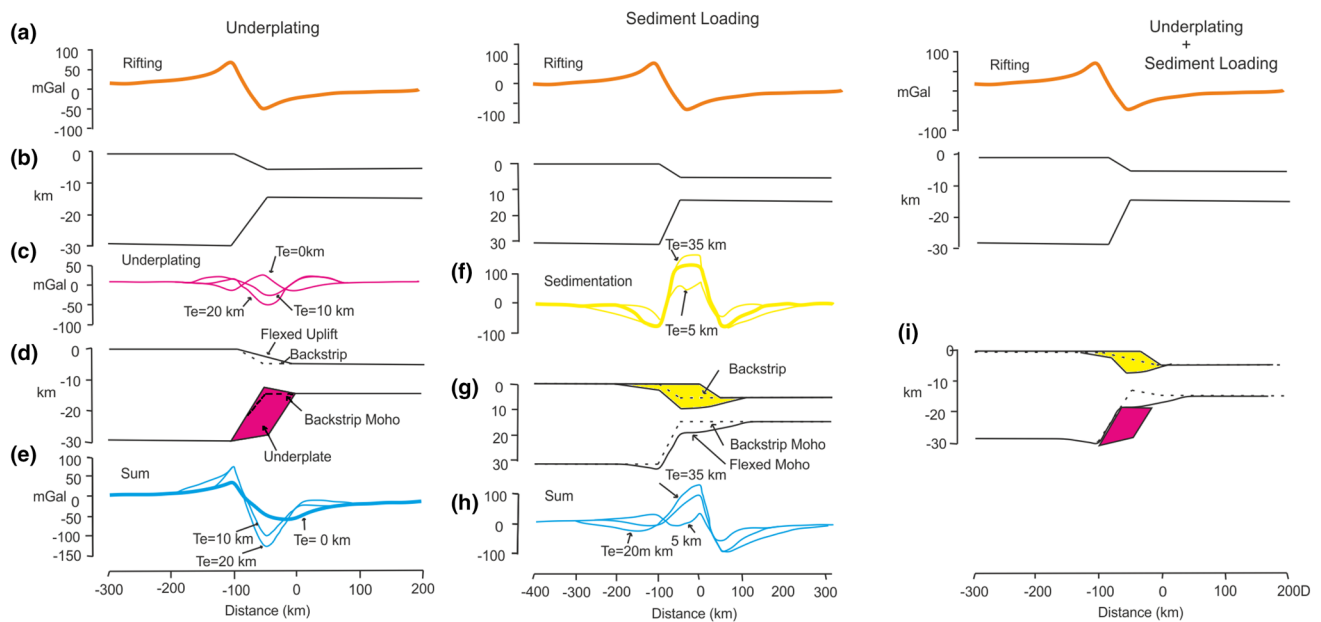 (a)
Underplating
Sediment Loading
Underplating
+
Sediment Loading
100
50
mGal
0
-50
-100
Rifting
100
0
-100
Rifting
100
mGal
0
-100
Rifting
(b)
0
-10
km
-20
-30
0
10
20
30
0
-10
km
-20
-30
(c)
Underplating
50
mGal
0
-50
-100
Te=0km
Te=20 km
Te=10 km
(f)
Sedimentation
100
0
-100
Te=35 km
Te=5 km
(d)
0
km
-10
-20
-30
Flexed Uplift
Backstrip
Backstrip Moho
Underplate
(g)
0
10
20
30
Backstrip
Backstrip Moho
Flexed Moho
(i)
0
km
-10
-20
-30
(e)
Sum
100
50
mGal
0
-50
-100
-150
Te=10 km
Te=20 km
Te= 0 km
(h)
Sum
100
0
-100
Te=35 km
5 km
Te=20m km
-300 -200 -100 0 100 200
Distance (km)
-400 -300 -200 -100 0 100 200 300
Distance (km)
-300 -200 -100 0 100 200D
Distance (km)